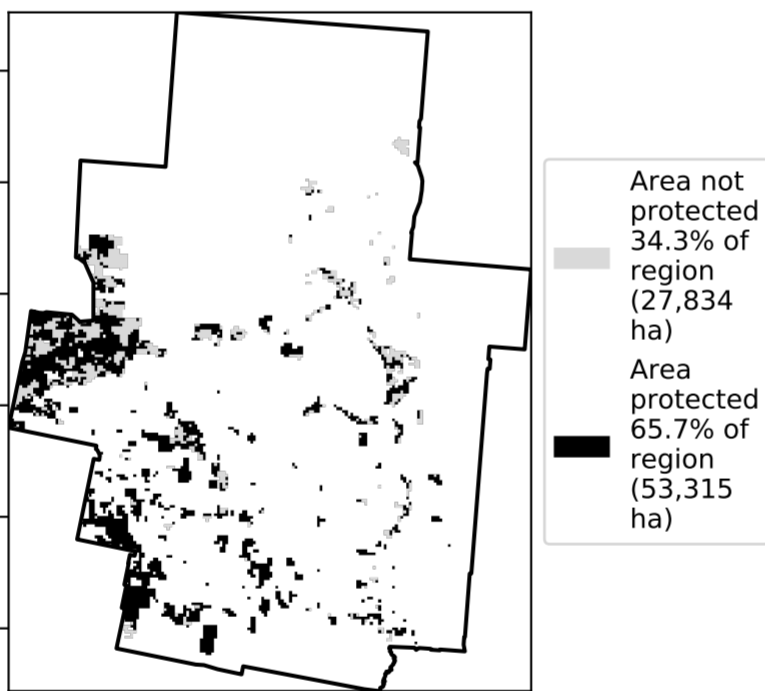 Area not
protected
34.3% of
region
(27,834
ha)
Area
protected
65.7% of
region
(53,315
ha)